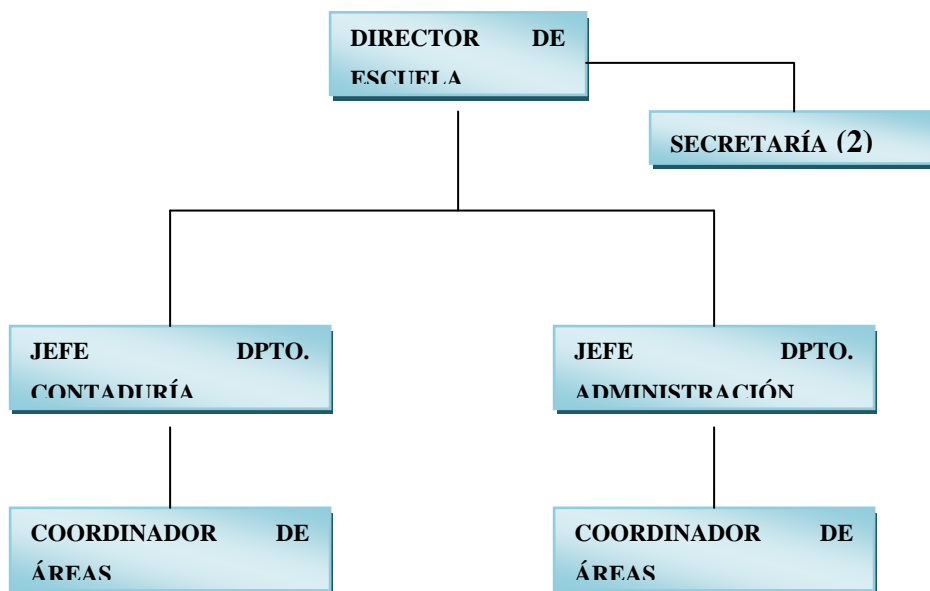 DIRECTOR DE
ESCUELA
SECRETARÍA (2)
JEFE DPTO.
CONTADURÍA
JEFE DPTO.
ADMINISTRACIÓN
COORDINADOR DE
ÁREAS
COORDINADOR DE
ÁREAS